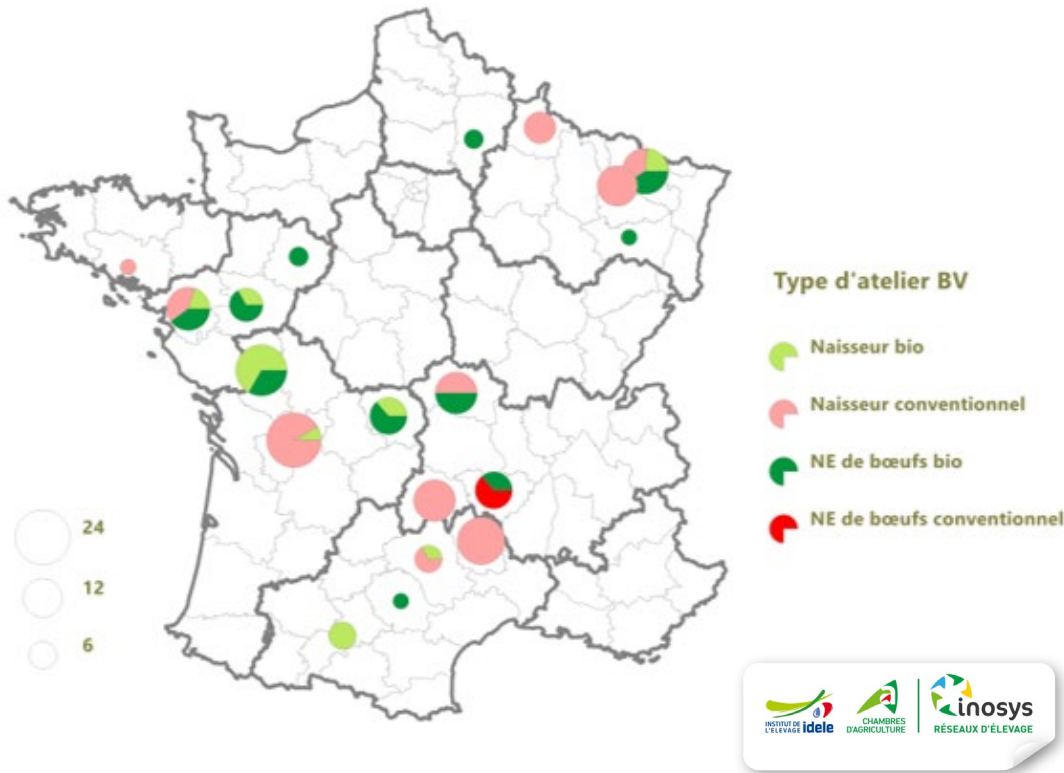 Type d'atelier BV
Naisseur bio
Naisseur conventionnel
NE de bœufs bio
NE de bœufs conventionnel
24
12
6
INSTITUT DE
L'ÉLEVAGE idele
CHAMBRES
D'AGRICULTURE
inosys
RÉSEAUX D'ÉLEVAGE